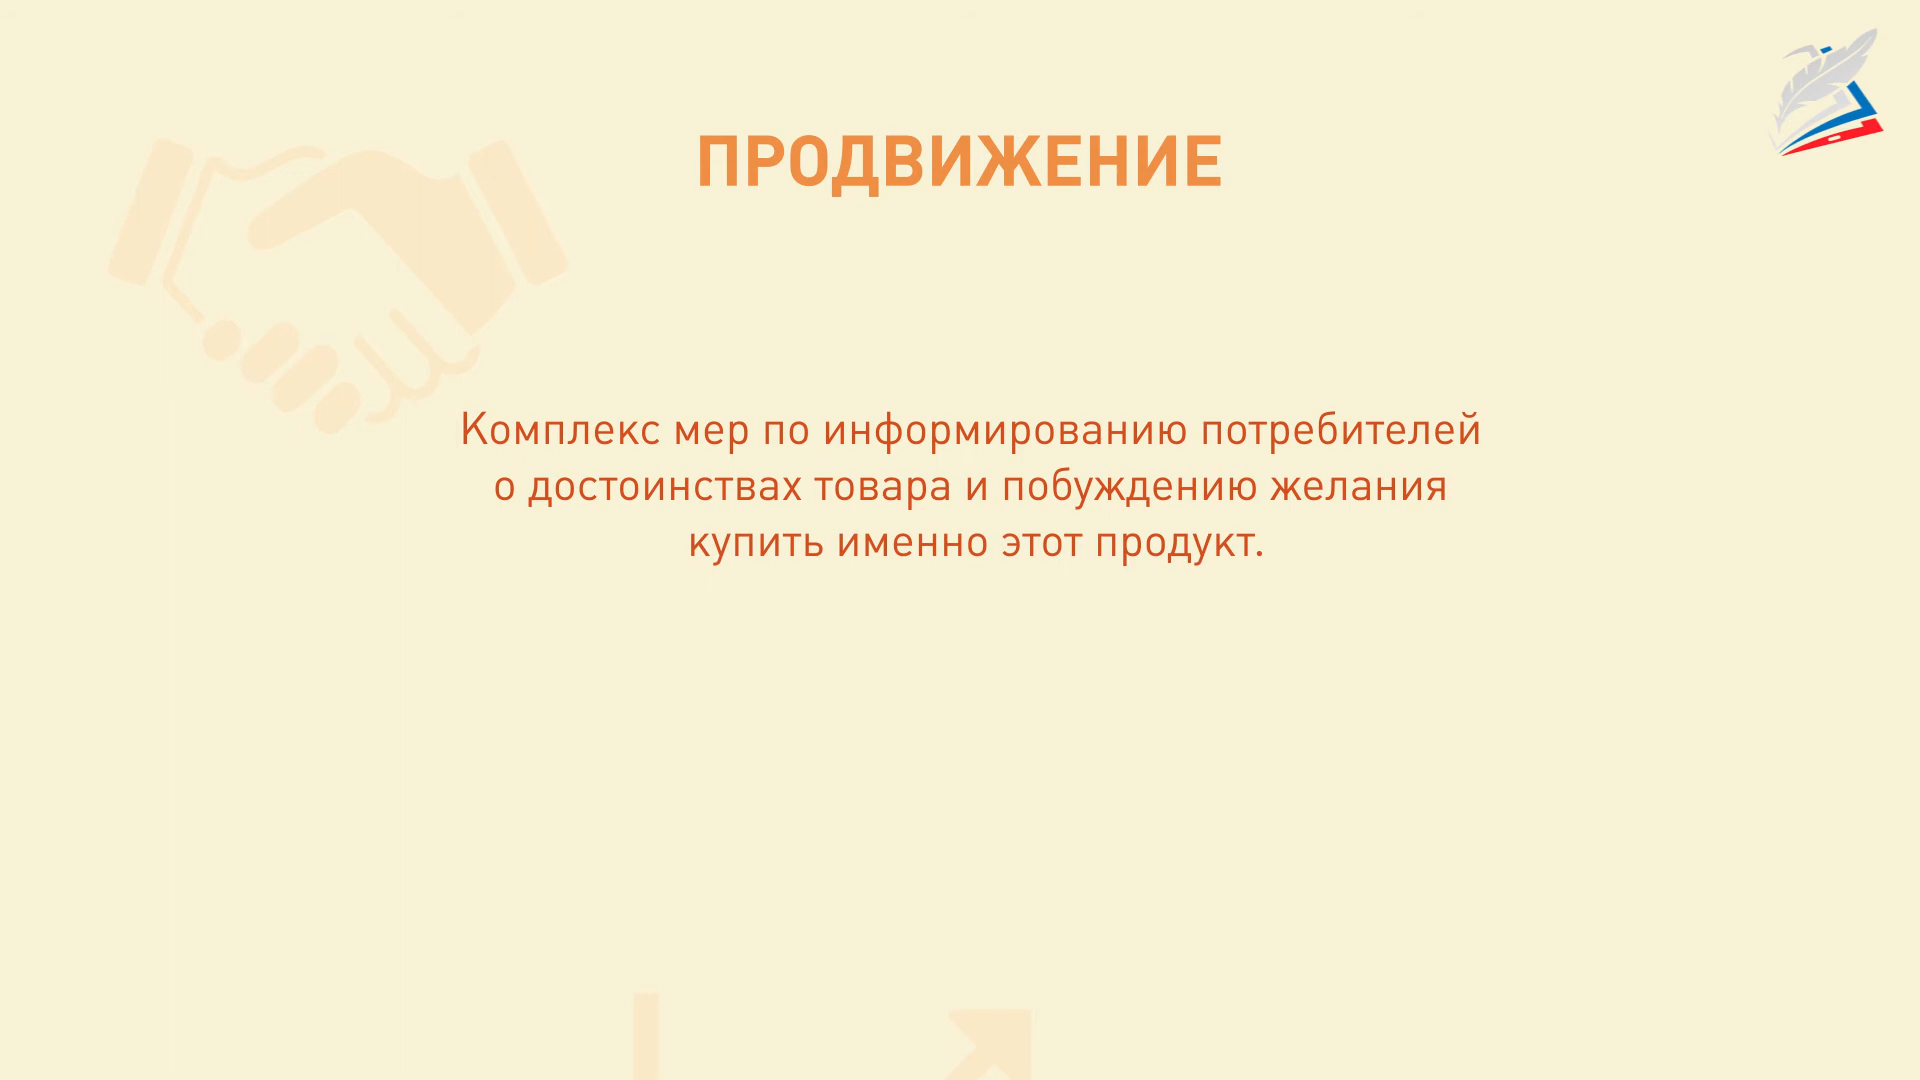 ПРОДВИЖЕНИЕ
Комплекс мер по информированию потребителей
о достоинствах товара и побуждению желания
купить именно этот продукт.